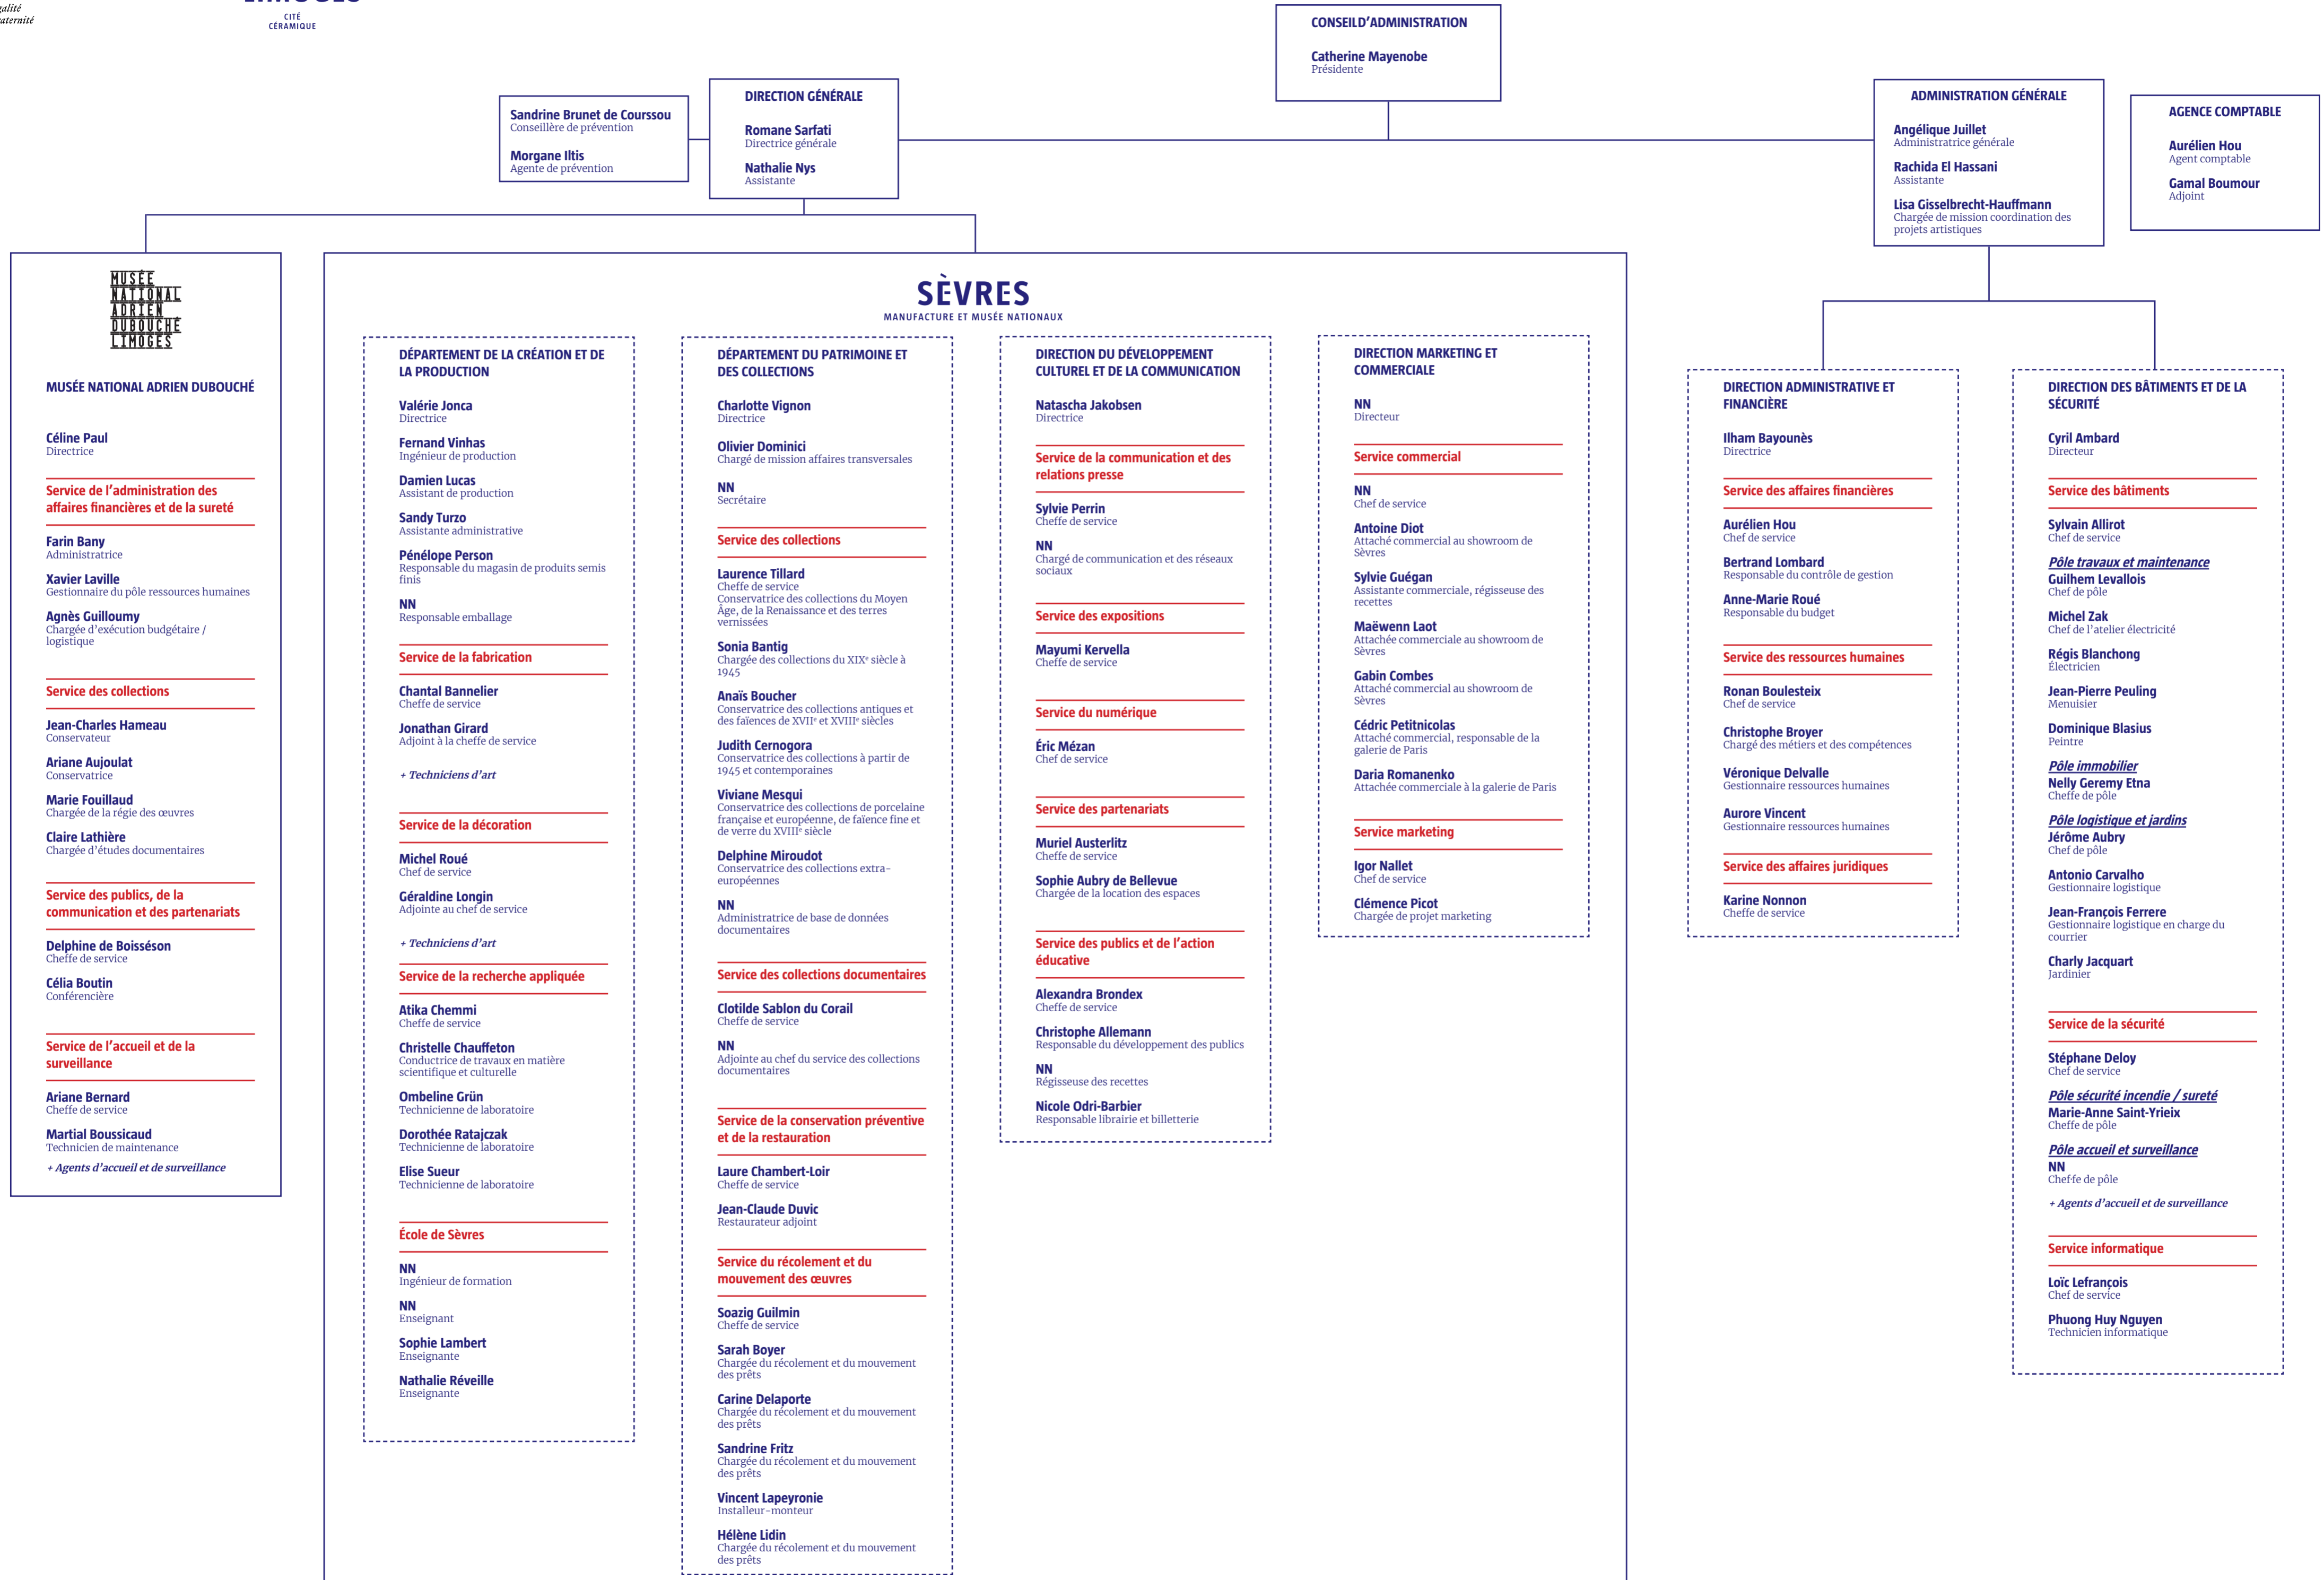 CITÉ
CÉRAMIQUE
CONSEIL D'ADMINISTRATION
Catherine Mayenobe
Présidente
Sandrine Brunet de Courssou
Conseillère de prévention
Morgane Iltis
Agente de prévention
DIRECTION GÉNÉRALE
Romane Sarfati
Directrice générale
Nathalie Nys
Assistante
ADMINISTRATION GÉNÉRALE
Angélique Juillet
Administratrice générale
Rachida El Hassani
Assistante
Lisa Gisselbrecht-Hauffmann
Chargée de mission coordination des
projets artistiques
AGENCE COMPTABLE
Aurélien Hou
Agent comptable
Gamal Boumour
Adjoint
MUSÉE
NATIONAL
ADRIEN
DUBOUCHÉ
LIMOGES
MUSÉE NATIONAL ADRIEN DUBOUCHÉ
Céline Paul
Directrice
Service de l'administration des
affaires financières et de la sureté
Farin Bany
Administratrice
Xavier Laville
Gestionnaire du pôle ressources humaines
Agnès Guilloumy
Chargée d'exécution budgétaire /
logistique
Service des collections
Jean-Charles Hameau
Conservateur
Ariane Aujoulat
Conservatrice
Marie Fouillaud
Chargée de la régie des œuvres
Claire Lathière
Chargée d'études documentaires
Service des publics, de la
communication et des partenariats
Delphine de Boisséson
Cheffe de service
Célia Boutin
Conférencière
Service de l'accueil et de la
surveillance
Ariane Bernard
Cheffe de service
Martial Boussicaud
Technicien de maintenance
+ Agents d'accueil et de surveillance
SÈVRES
MANUFACTURE ET MUSÉE NATIONAUX
DÉPARTEMENT DE LA CRÉATION ET DE
LA PRODUCTION
Valérie Jonca
Directrice
Fernand Vinhas
Ingénieur de production
Damien Lucas
Assistant de production
Sandy Turzo
Assistante administrative
Pénélope Person
Responsable du magasin de produits semis
finis
NN
Responsable emballage
Service de la fabrication
Chantal Bannelier
Cheffe de service
Jonathan Girard
Adjoint à la cheffe de service
+ Techniciens d'art
Service de la décoration
Michel Roué
Chef de service
Géraldine Longin
Adjointe au chef de service
+ Techniciens d'art
Service de la recherche appliquée
Atika Chemmi
Cheffe de service
Christelle Chauffeton
Conductrice de travaux en matière
scientifique et culturelle
Ombeline Grün
Technicienne de laboratoire
Dorothée Ratajczak
Technicienne de laboratoire
Elise Sueur
Technicienne de laboratoire
École de Sèvres
NN
Ingénieur de formation
NN
Enseignant
Sophie Lambert
Enseignante
Nathalie Réveille
Enseignante
DÉPARTEMENT DU PATRIMOINE ET
DES COLLECTIONS
Charlotte Vignon
Directrice
Olivier Dominici
Chargé de mission affaires transversales
NN
Secrétaire
Service des collections
Laurence Tillard
Cheffe de service
Conservatrice des collections du Moyen
Âge, de la Renaissance et des terres
vernissées
Sonia Bantig
Chargée des collections du XIXe siècle à
1945
Anaïs Boucher
Conservatrice des collections antiques et
des faïences de XVIIe et XVIIIe siècles
Judith Cernogora
Conservatrice des collections à partir de
1945 et contemporaines
Viviane Mesqui
Conservatrice des collections de porcelaine
française et européenne, de faïence fine et
de verre du XVIIIe siècle
Delphine Miroudot
Conservatrice des collections extra-
européennes
NN
Administratrice de base de données
documentaires
Service des collections documentaires
Clotilde Sablon du Corail
Cheffe de service
NN
Adjointe au chef du service des collections
documentaires
Service de la conservation préventive
et de la restauration
Laure Chambert-Loir
Cheffe de service
Jean-Claude Duvic
Restaurateur adjoint
Service du récolement et du
mouvement des œuvres
Soazig Guilmin
Cheffe de service
Sarah Boyer
Chargée du récolement et du mouvement
des prêts
Carine Delaporte
Chargée du récolement et du mouvement
des prêts
Sandrine Fritz
Chargée du récolement et du mouvement
des prêts
Vincent Lapeyronie
Installeur-monteur
Hélène Lidin
Chargée du récolement et du mouvement
des prêts
DIRECTION DU DÉVELOPPEMENT
CULTUREL ET DE LA COMMUNICATION
Natascha Jakobsen
Directrice
Service de la communication et des
relations presse
Sylvie Perrin
Cheffe de service
NN
Chargé de communication et des réseaux
sociaux
Service des expositions
Mayumi Kervella
Cheffe de service
Service du numérique
Éric Mézan
Chef de service
Service des partenariats
Muriel Austerlitz
Cheffe de service
Sophie Aubry de Bellevue
Chargée de la location des espaces
Service des publics et de l'action
éducative
Alexandra Brondex
Cheffe de service
Christophe Allemann
Responsable du développement des publics
NN
Régisseuse des recettes
Nicole Odri-Barbier
Responsable librairie et billetterie
DIRECTION MARKETING ET
COMMERCIALE
NN
Directeur
Service commercial
NN
Chef de service
Antoine Diot
Attaché commercial au showroom de
Sèvres
Sylvie Guégan
Assistante commerciale, régisseuse des
recettes
Maëwenn Laot
Attachée commerciale au showroom de
Sèvres
Gabin Combes
Attaché commercial au showroom de
Sèvres
Cédric Petitnicolas
Attaché commercial, responsable de la
galerie de Paris
Daria Romanenko
Attachée commerciale à la galerie de Paris
Service marketing
Igor Nallet
Chef de service
Clémence Picot
Chargée de projet marketing
DIRECTION ADMINISTRATIVE ET
FINANCIÈRE
Ilham Bayounès
Directrice
Service des affaires financières
Aurélien Hou
Chef de service
Bertrand Lombard
Responsable du contrôle de gestion
Anne-Marie Roué
Responsable du budget
Service des ressources humaines
Ronan Boulesteix
Chef de service
Christophe Broyer
Chargé des métiers et des compétences
Véronique Delvalle
Gestionnaire ressources humaines
Aurore Vincent
Gestionnaire ressources humaines
Service des affaires juridiques
Karine Nonnon
Cheffe de service
DIRECTION DES BÂTIMENTS ET DE LA
SÉCURITÉ
Cyril Ambard
Directeur
Service des bâtiments
Sylvain Allirot
Chef de service
Pôle travaux et maintenance
Guilhem Levallois
Chef de pôle
Michel Zak
Chef de l'atelier électricité
Régis Blanchong
Électricien
Jean-Pierre Peuling
Menuisier
Dominique Blasius
Peintre
Pôle immobilier
Nelly Geremy Etna
Cheffe de pôle
Pôle logistique et jardins
Jérôme Aubry
Chef de pôle
Antonio Carvalho
Gestionnaire logistique
Jean-François Ferrere
Gestionnaire logistique en charge du
courrier
Charly Jacquart
Jardinier
Service de la sécurité
Stéphane Deloy
Chef de service
Pôle sécurité incendie / sureté
Marie-Anne Saint-Yrieix
Cheffe de pôle
Pôle accueil et surveillance
NN
Chef·fe de pôle
+ Agents d'accueil et de surveillance
Service informatique
Loïc Lefrançois
Chef de service
Phuong Huy Nguyen
Technicien informatique